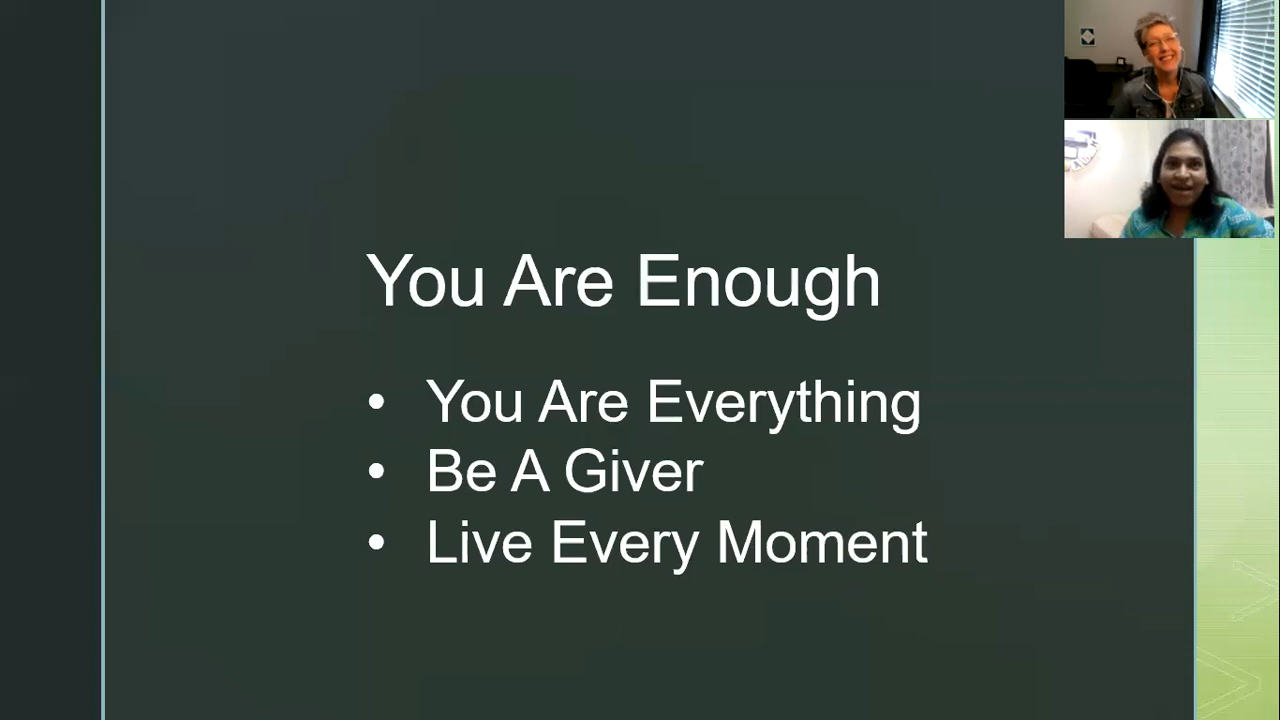 You Are Enough
• You Are Everything
• Be A Giver
• Live Every Moment